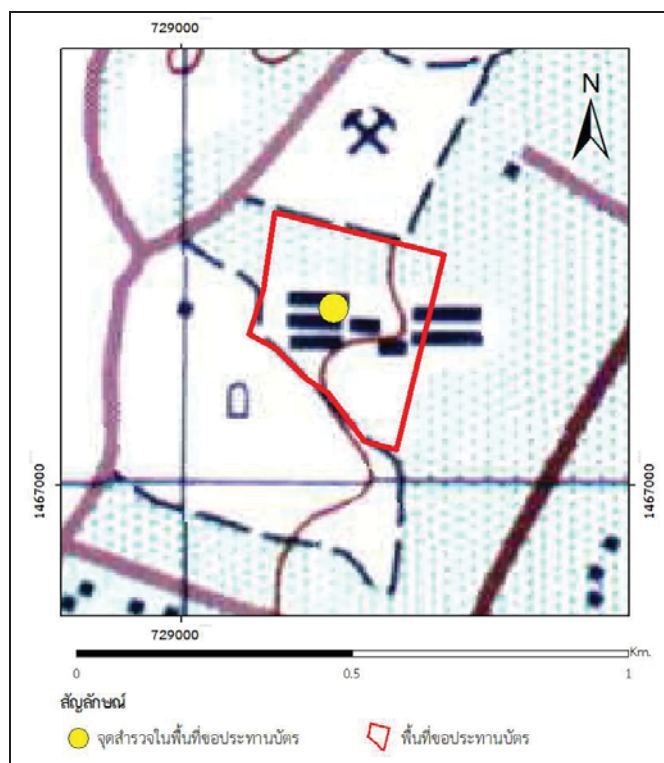 729000
N
1467000
1467000
729000
Km.
0 0.5 1
สัญลักษณ์
จุดสำรวจในพื้นที่ขอประทานบัตร พื้นที่ขอประทานบัตร